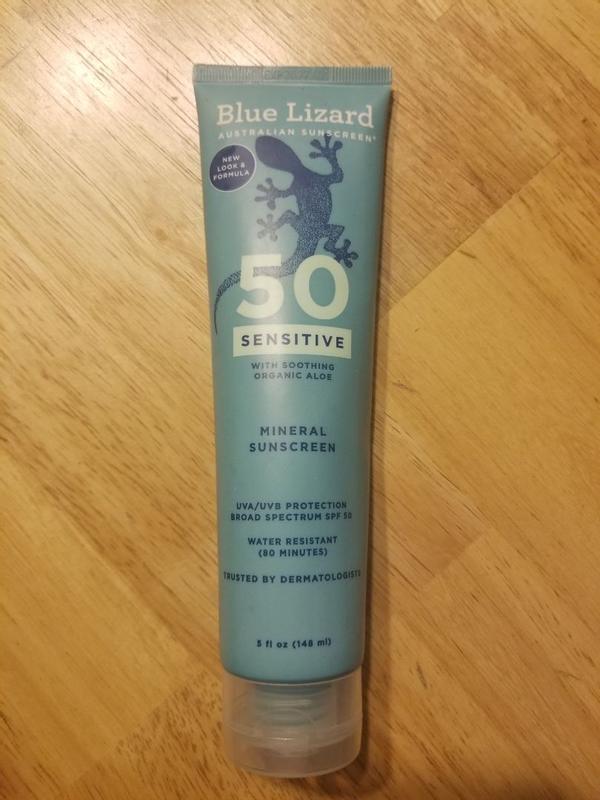 Blue Lizard
AUSTRALIAN SUNSCREEN®
NEW
LOOK &
FORMULA
50
SENSITIVE
WITH SOOTHING
ORGANIC ALOE
MINERAL
SUNSCREEN
UVA/UVB PROTECTION
BROAD SPECTRUM SPF 50
WATER RESISTANT
(80 MINUTES)
TRUSTED BY DERMATOLOGISTS
5 fl oz (148 ml)